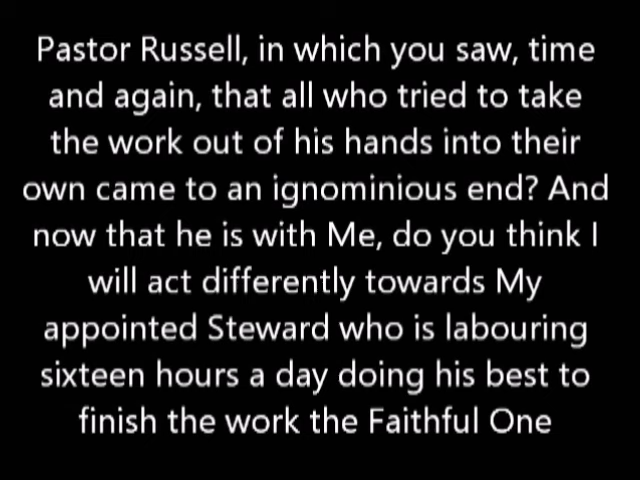 Pastor Russell, in which you saw, time
and again, that all who tried to take
the work out of his hands into their
own came to an ignominious end? And
now that he is with Me, do you think I
will act differently towards My
appointed Steward who is labouring
sixteen hours a day doing his best to
finish the work the Faithful One